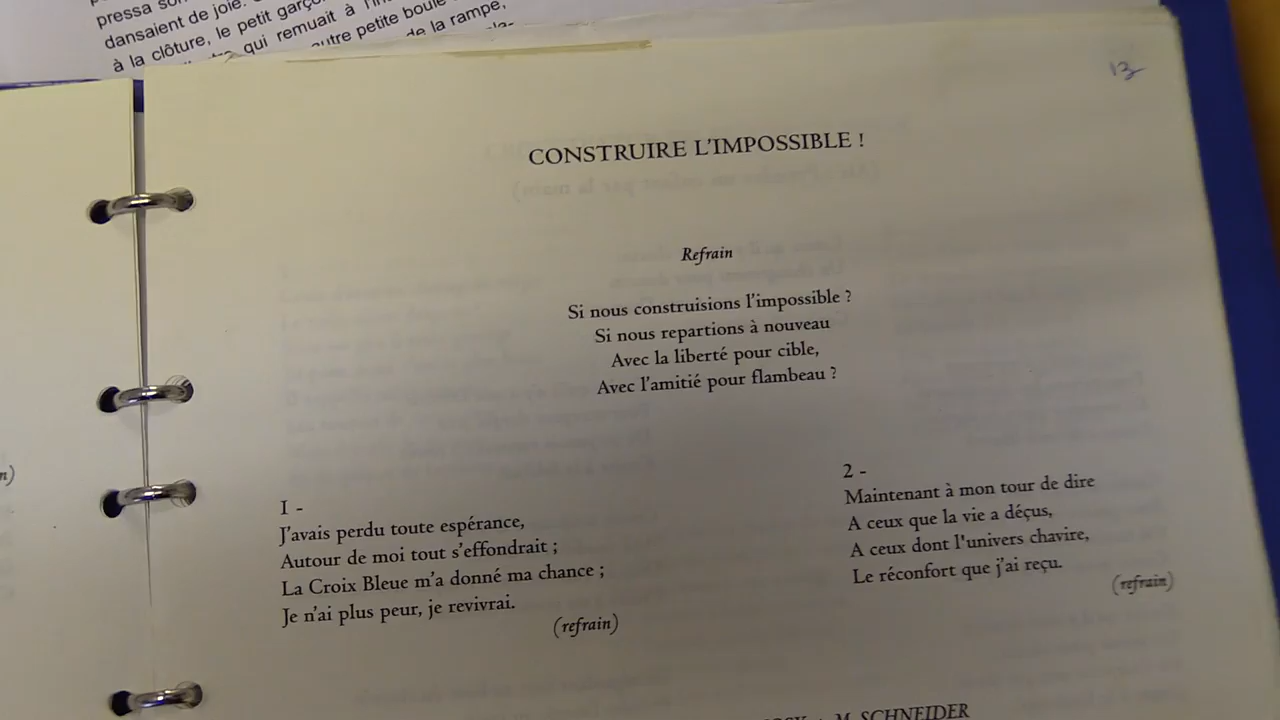 pressa
dansaient de joie.
à la clôture, le petit garç
qui remuait à l'in
autre petite boule
de la rampe,
13
CONSTRUIRE L'IMPOSSIBLE !
Refrain
Si nous construisions l'impossible ?
Si nous repartions à nouveau
Avec la liberté pour cible,
Avec l'amitié pour flambeau ?
1 -
J'avais perdu toute espérance,
Autour de moi tout s'effondrait ;
La Croix Bleue m'a donné ma chance ;
Je n'ai plus peur, je revivrai.
(refrain)
2 -
Maintenant à mon tour de dire
A ceux que la vie a déçus,
A ceux dont l'univers chavire,
Le réconfort que j'ai reçu.
(refrain)
M. SCHNEIDER